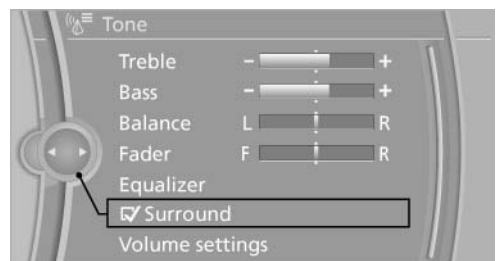 Tone
Treble - +
Bass - +
Balance L R
Fader F R
Equalizer
Surround
Volume settings